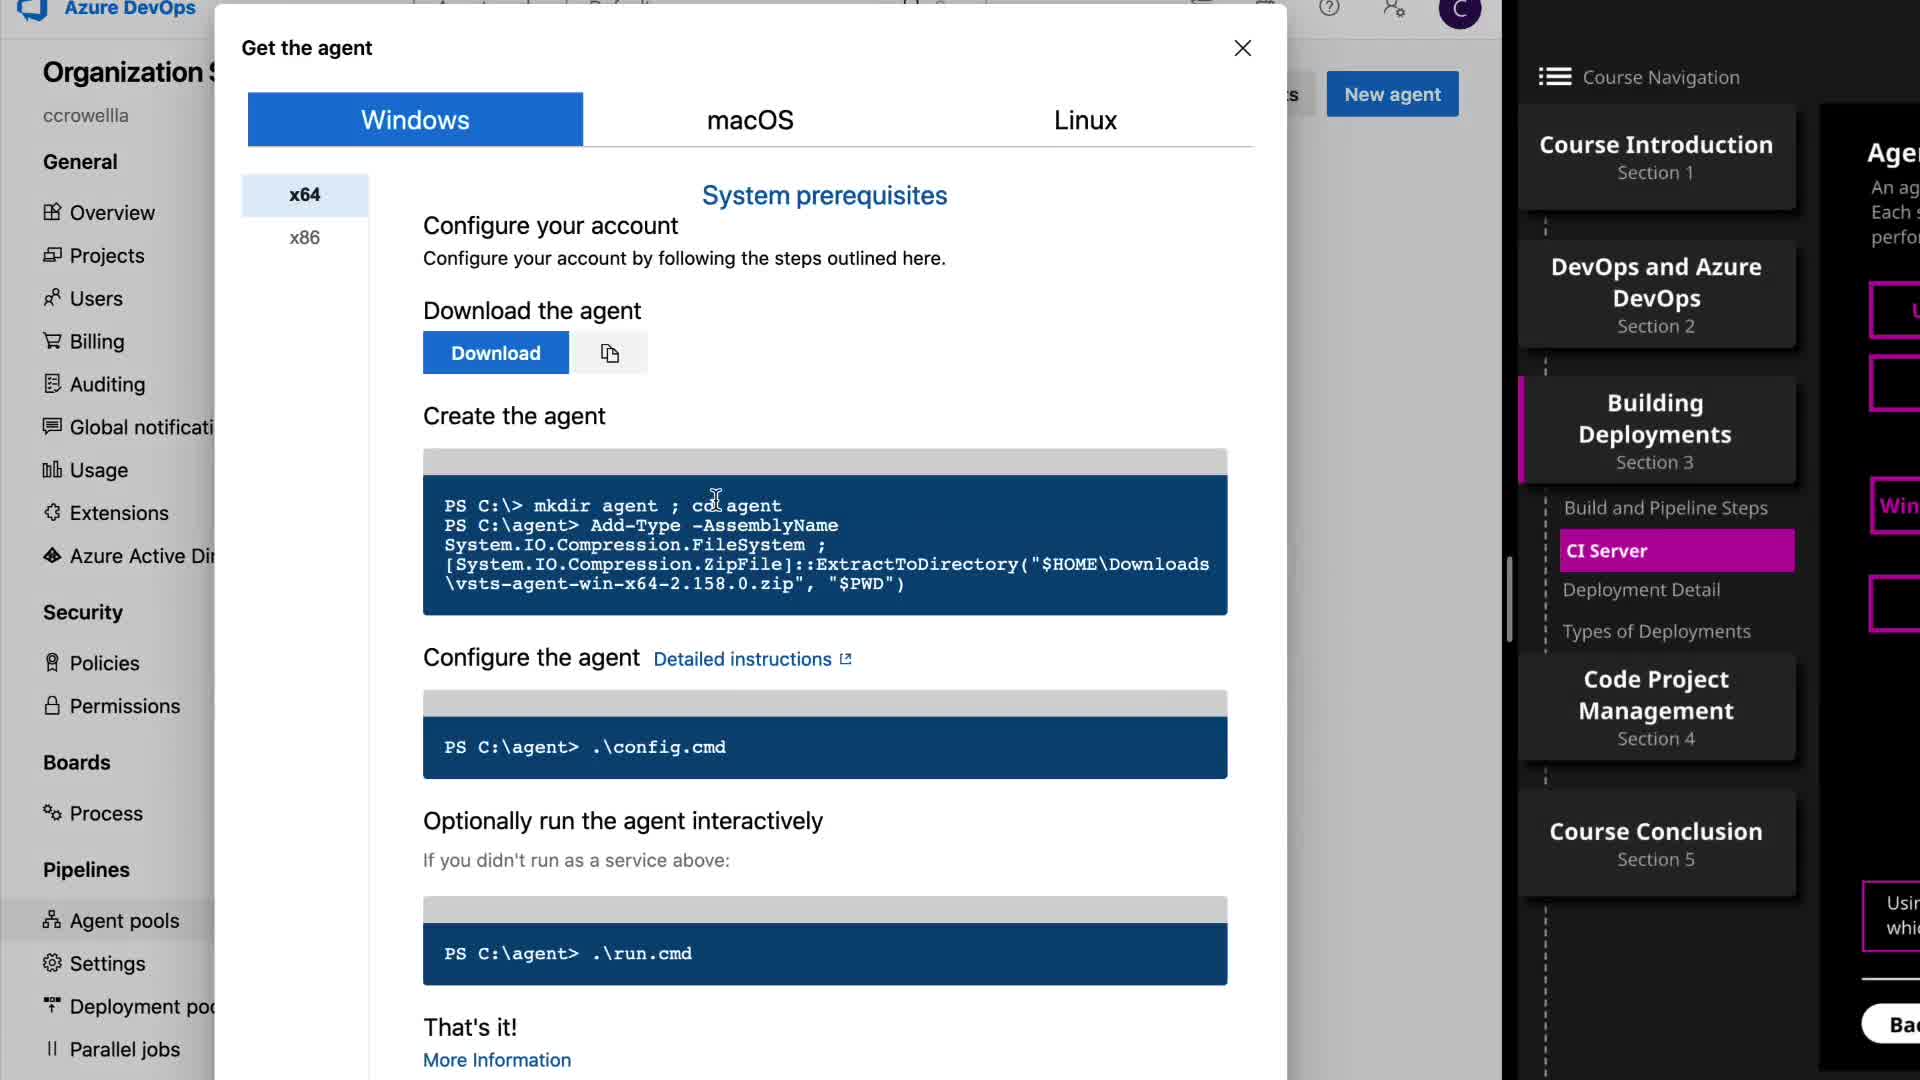 Azure DevOps
Organization
ccrowellla
General
Overview
Projects
Users
Billing
Auditing
Global notificati
Usage
Extensions
Azure Active Dir
Security
Policies
Permissions
Boards
Process
Pipelines
Agent pools
Settings
Deployment poo
Parallel jobs
Get the agent
Windows
macOS
Linux
x64
x86
System prerequisites
Configure your account
Configure your account by following the steps outlined here.
Download the agent
Download
Create the agent
PS C:\> mkdir agent ; cd agent
PS C:\agent> Add-Type -AssemblyName
System.IO.Compression.FileSystem ;
[System.IO.Compression.ZipFile]::ExtractToDirectory("$HOME\Downloads
\vsts-agent-win-x64-2.158.0.zip", "$PWD")
Configure the agent Detailed instructions
PS C:\agent> .\config.cmd
Optionally run the agent interactively
If you didn't run as a service above:
PS C:\agent> .\run.cmd
That's it!
More Information
New agent
C
Course Navigation
Course Introduction
Section 1
DevOps and Azure
DevOps
Section 2
Building
Deployments
Section 3
Build and Pipeline Steps
CI Server
Deployment Detail
Types of Deployments
Code Project
Management
Section 4
Course Conclusion
Section 5
Agen
An ag
Each s
perfor
Win
Usin
whic
Bac